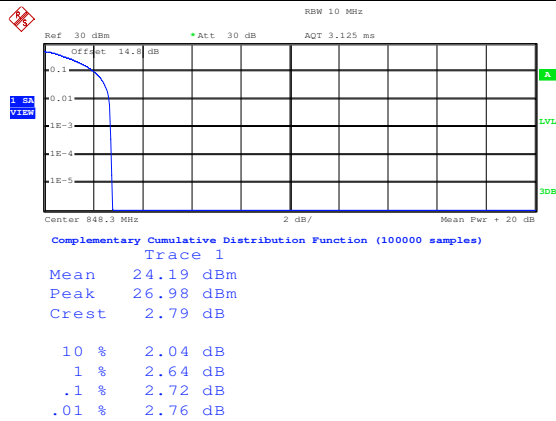 R/S
RBW 10 MHz
Ref 30 dBm * Att 30 dB AQT 3.125 ms
Offset 14.8 dB
0.1
A
0.01
1 SA
VIEW
1E-3
LVL
1E-4
1E-5
3DB
Center 848.3 MHz 2 dB/ Mean Pwr + 20 dB
Complementary Cumulative Distribution Function (100000 samples)
Trace 1
Mean 24.19 dBm
Peak 26.98 dBm
Crest 2.79 dB
10 % 2.04 dB
1 % 2.64 dB
.1 % 2.72 dB
.01 % 2.76 dB